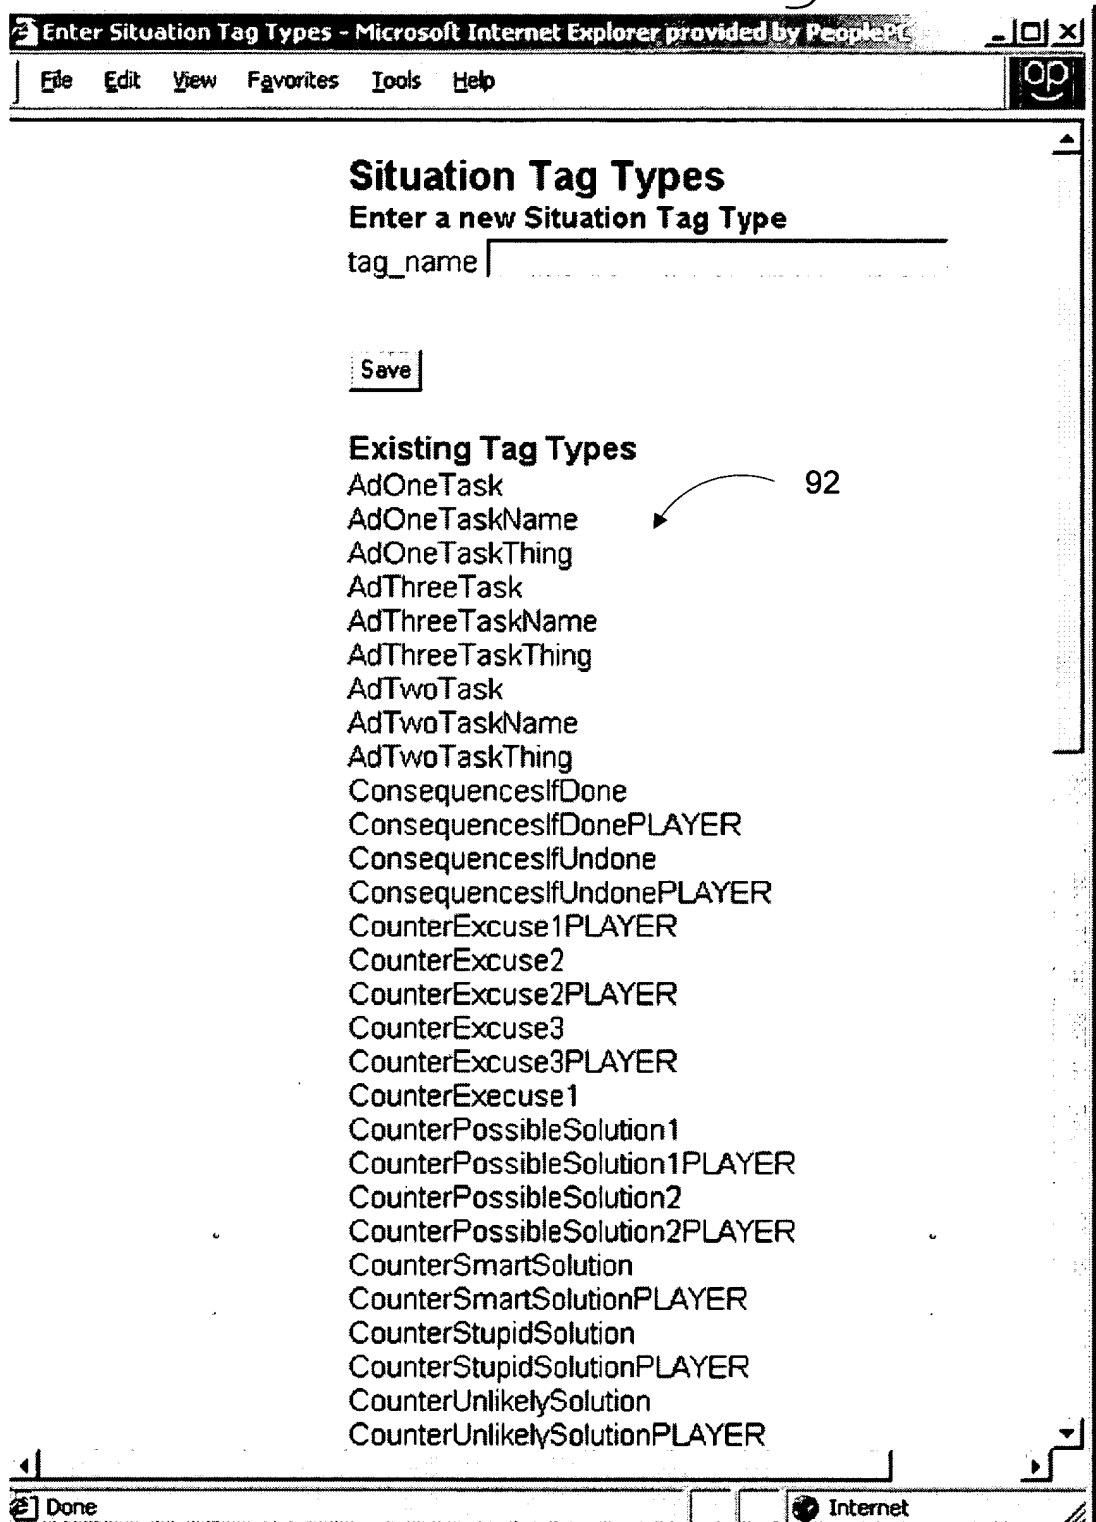 Enter Situation Tag Types - Microsoft Internet Explorer provided by PeoplePC
File Edit View Favorites Tools Help
op
Situation Tag Types
Enter a new Situation Tag Type
tag_name
Save
Existing Tag Types
AdOneTask
92
AdOneTaskName
AdOneTaskThing
AdThreeTask
AdThreeTaskName
AdThreeTaskThing
AdTwoTask
AdTwoTaskName
AdTwoTaskThing
ConsequencesIfDone
ConsequencesIfDonePLAYER
ConsequencesIfUndone
ConsequencesIfUndonePLAYER
CounterExcuse1PLAYER
CounterExcuse2
CounterExcuse2PLAYER
CounterExcuse3
CounterExcuse3PLAYER
CounterExecuse1
CounterPossibleSolution1
CounterPossibleSolution1PLAYER
CounterPossibleSolution2
CounterPossibleSolution2PLAYER
CounterSmartSolution
CounterSmartSolutionPLAYER
CounterStupidSolution
CounterStupidSolutionPLAYER
CounterUnlikelySolution
CounterUnlikelySolutionPLAYER
Done Internet